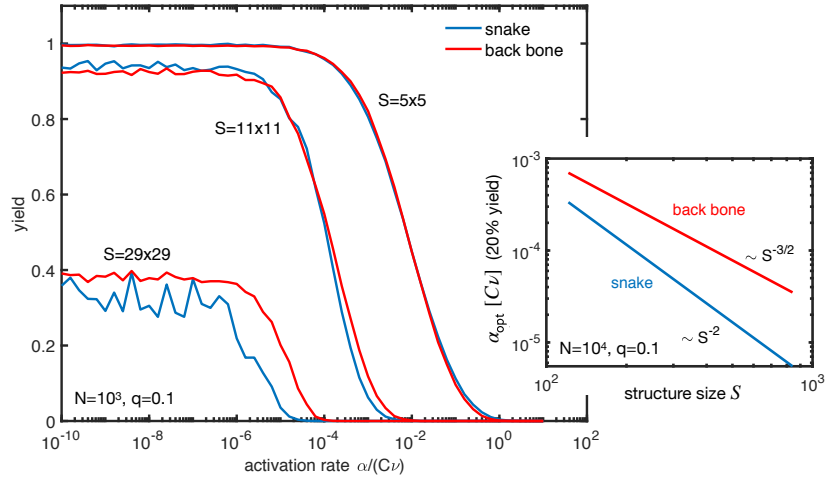 snake
back bone
S=5x5
S=11x11
S=29x29
N=10³, q=0.1
yield
1
0.8
0.6
0.4
0.2
0
10⁻¹⁰
10⁻⁸
10⁻⁶
10⁻⁴
10⁻²
10⁰
10²
activation rate α/(Cν)
α_opt [Cν] (20% yield)
10⁻³
10⁻⁴
10⁻⁵
back bone
~ S⁻³/²
snake
~ S⁻²
N=10⁴, q=0.1
10²
10³
structure size S